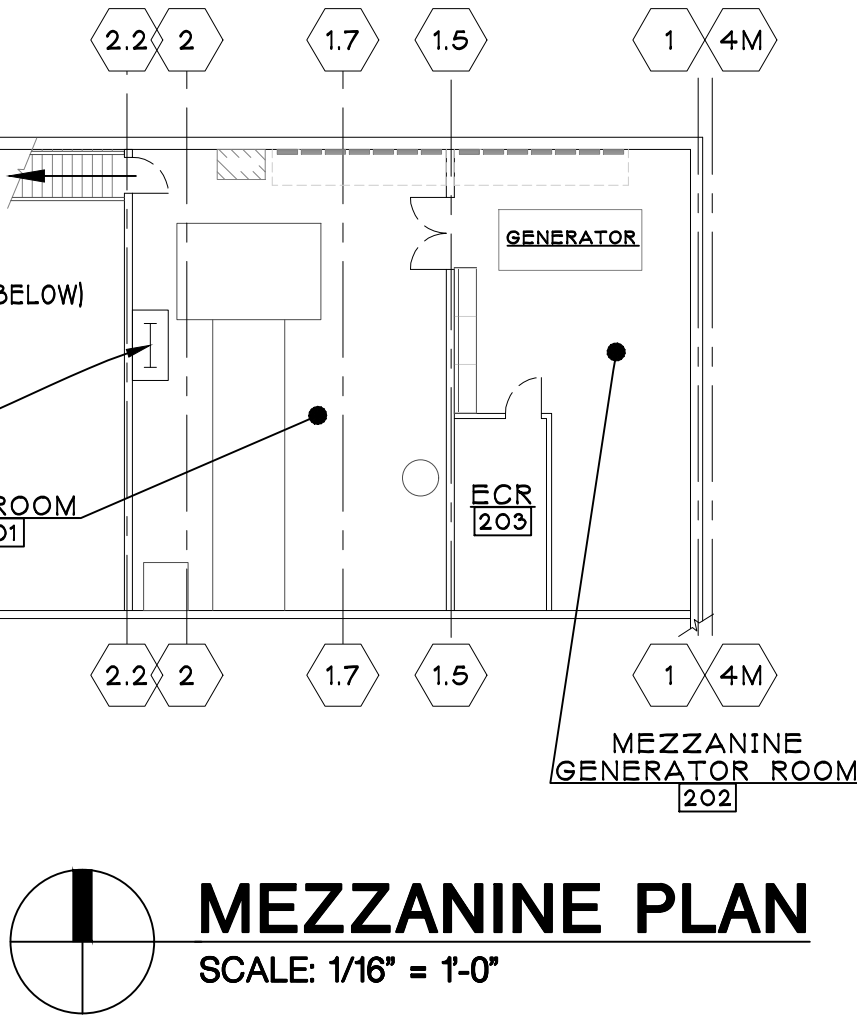 2.2 2 1.7 1.5 1 4M
GENERATOR
BELOW)
ROOM
01
ECR
203
2.2 2 1.7 1.5 1 4M
MEZZANINE
GENERATOR ROOM
202
MEZZANINE PLAN
SCALE: 1/16" = 1'-0"